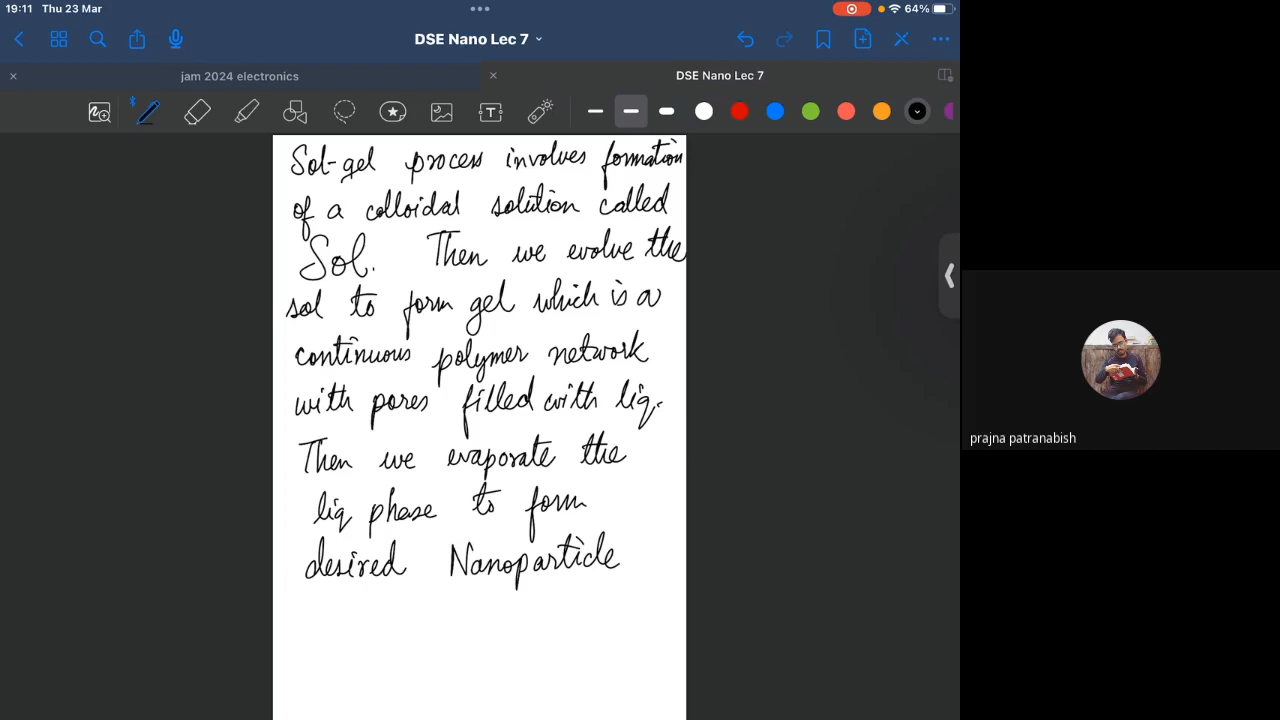 19:11 Thu 23 Mar
64%
DSE Nano Lec 7
jam 2024 electronics
DSE Nano Lec 7
Sol-gel process involves formation
of a colloidal solution called
Sol. Then we evolve the
sol to form gel which is a
continuous polymer network
with pores filled with liq.
Then we evaporate the
liq phase to form
desired Nanoparticle
prajna patranabish